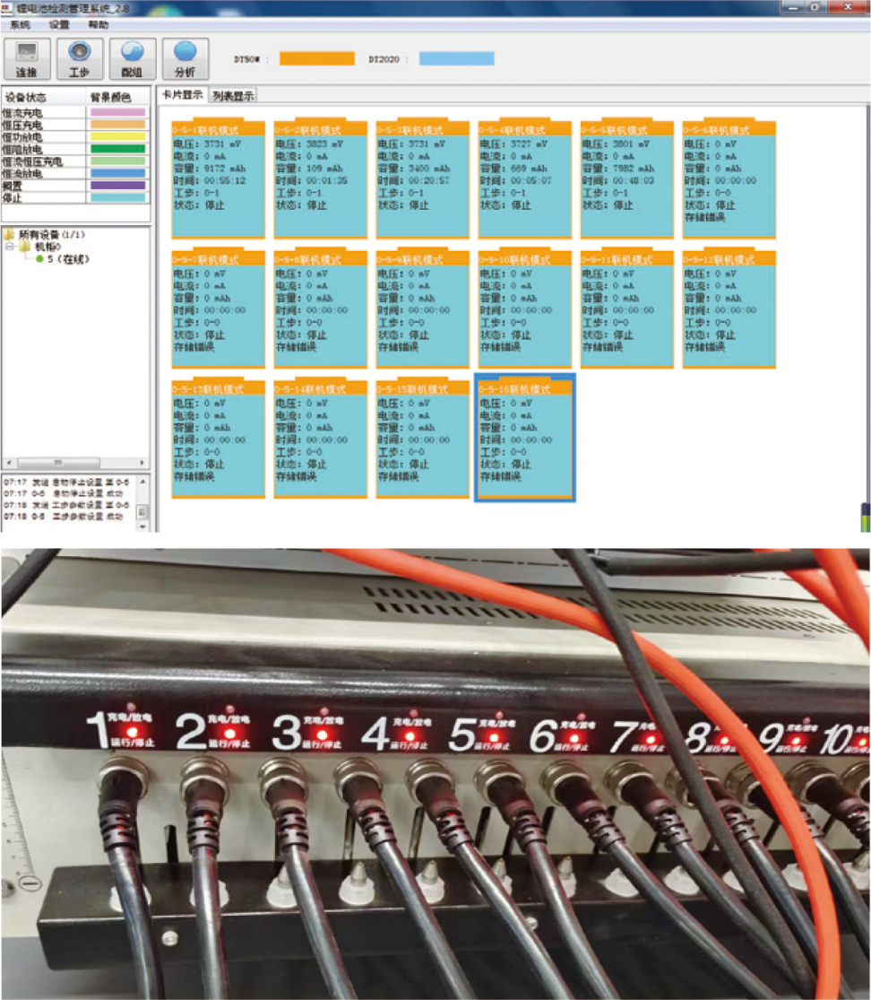 锂电池检测管理系统_2.8
系统 设置 帮助
连接 工步 配组 分析
DT50W : DT2020 :
设备状态 背景颜色
恒流充电
恒压充电
恒功放电
恒阻放电
恒流恒压充电
恒流放电
搁置
停止
所有设备(1/1)
机柜0
5(在线)
07:17 发送 启动停止设置 至 0-5
07:17 0-5 启动停止设置 成功
07:18 发送 工步参数设置 至 0-5
07:18 0-5 工步参数设置 成功
卡片显示 列表显示
0-5-1联机模式
电压: 3731 mV
电流: 0 mA
容量: 9172 mAh
时间: 00:55:12
工步: 0-1
状态: 停止
0-5-2联机模式
电压: 3823 mV
电流: 0 mA
容量: 109 mAh
时间: 00:01:35
工步: 0-1
状态: 停止
0-5-3联机模式
电压: 3731 mV
电流: 0 mA
容量: 3400 mAh
时间: 00:20:57
工步: 0-1
状态: 停止
0-5-4联机模式
电压: 3727 mV
电流: 0 mA
容量: 669 mAh
时间: 00:05:07
工步: 0-1
状态: 停止
0-5-5联机模式
电压: 3801 mV
电流: 0 mA
容量: 7982 mAh
时间: 00:48:03
工步: 0-1
状态: 停止
0-5-6联机模式
电压: 0 mV
电流: 0 mA
容量: 0 mAh
时间: 00:00:00
工步: 0-0
状态: 停止
存储错误
0-5-7联机模式
电压: 0 mV
电流: 0 mA
容量: 0 mAh
时间: 00:00:00
工步: 0-0
状态: 停止
存储错误
0-5-8联机模式
电压: 0 mV
电流: 0 mA
容量: 0 mAh
时间: 00:00:00
工步: 0-0
状态: 停止
存储错误
0-5-9联机模式
电压: 0 mV
电流: 0 mA
容量: 0 mAh
时间: 00:00:00
工步: 0-0
状态: 停止
存储错误
0-5-10联机模式
电压: 0 mV
电流: 0 mA
容量: 0 mAh
时间: 00:00:00
工步: 0-0
状态: 停止
存储错误
0-5-11联机模式
电压: 0 mV
电流: 0 mA
容量: 0 mAh
时间: 00:00:00
工步: 0-0
状态: 停止
存储错误
0-5-12联机模式
电压: 0 mV
电流: 0 mA
容量: 0 mAh
时间: 00:00:00
工步: 0-0
状态: 停止
存储错误
0-5-13联机模式
电压: 0 mV
电流: 0 mA
容量: 0 mAh
时间: 00:00:00
工步: 0-0
状态: 停止
存储错误
0-5-14联机模式
电压: 0 mV
电流: 0 mA
容量: 0 mAh
时间: 00:00:00
工步: 0-0
状态: 停止
存储错误
0-5-15联机模式
电压: 0 mV
电流: 0 mA
容量: 0 mAh
时间: 00:00:00
工步: 0-0
状态: 停止
存储错误
0-5-16联机模式
电压: 0 mV
电流: 0 mA
容量: 0 mAh
时间: 00:00:00
工步: 0-0
状态: 停止
存储错误
1 充电/放电 运行/停止
2 充电/放电 运行/停止
3 充电/放电 运行/停止
4 充电/放电 运行/停止
5 充电/放电 运行/停止
6 充电/放电 运行/停止
7 充电 运行/停止
8 运行/停止
9 充电/放电 运行/停止
10